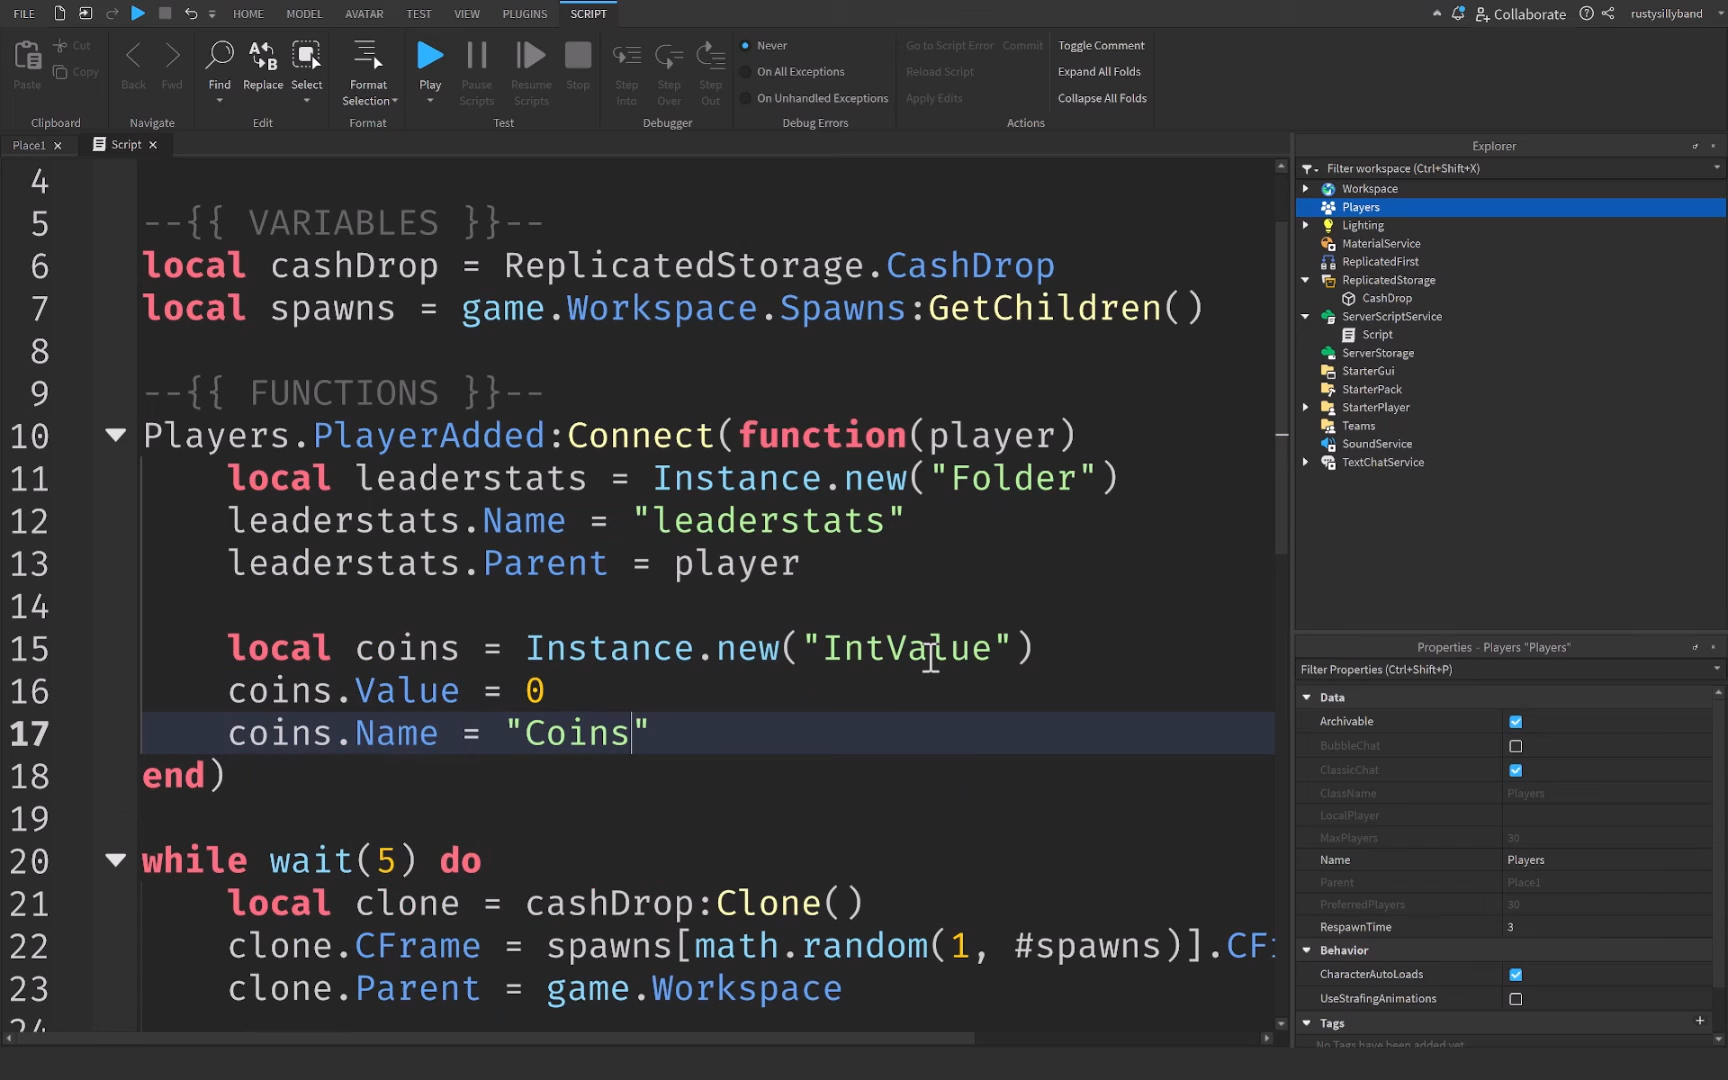 FILE HOME MODEL AVATAR TEST VIEW PLUGINS SCRIPT Collaborate rustysillyband
Paste Cut Copy Back Fwd Find Replace Select Format Selection Play Pause Scripts Resume Scripts Stop Step Into Step Over Step Out
Never
On All Exceptions
On Unhandled Exceptions
Go to Script Error Commit
Reload Script
Apply Edits
Toggle Comment
Expand All Folds
Collapse All Folds
Clipboard Navigate Edit Format Test Debugger Debug Errors Actions
Place1 Script
4
5 --{{ VARIABLES }}--
6 local cashDrop = ReplicatedStorage.CashDrop
7 local spawns = game.Workspace.Spawns:GetChildren()
8
9 --{{ FUNCTIONS }}--
10 Players.PlayerAdded:Connect(function(player)
11 local leaderstats = Instance.new("Folder")
12 leaderstats.Name = "leaderstats"
13 leaderstats.Parent = player
14
15 local coins = Instance.new("IntValue")
16 coins.Value = 0
17 coins.Name = "Coins"
18 end)
19
20 while wait(5) do
21 local clone = cashDrop:Clone()
22 clone.CFrame = spawns[math.random(1, #spawns)].CF
23 clone.Parent = game.Workspace
24
Explorer
Filter workspace (Ctrl+Shift+X)
Workspace
Players
Lighting
MaterialService
ReplicatedFirst
ReplicatedStorage
CashDrop
ServerScriptService
Script
ServerStorage
StarterGui
StarterPack
StarterPlayer
Teams
SoundService
TextChatService
Properties - Players "Players"
Filter Properties (Ctrl+Shift+P)
Data
Archivable
BubbleChat
ClassicChat
ClassName Players
LocalPlayer
MaxPlayers 30
Name Players
Parent Place1
PreferredPlayers 30
RespawnTime 3
Behavior
CharacterAutoLoads
UseStrafingAnimations
Tags
No Tags have been added yet